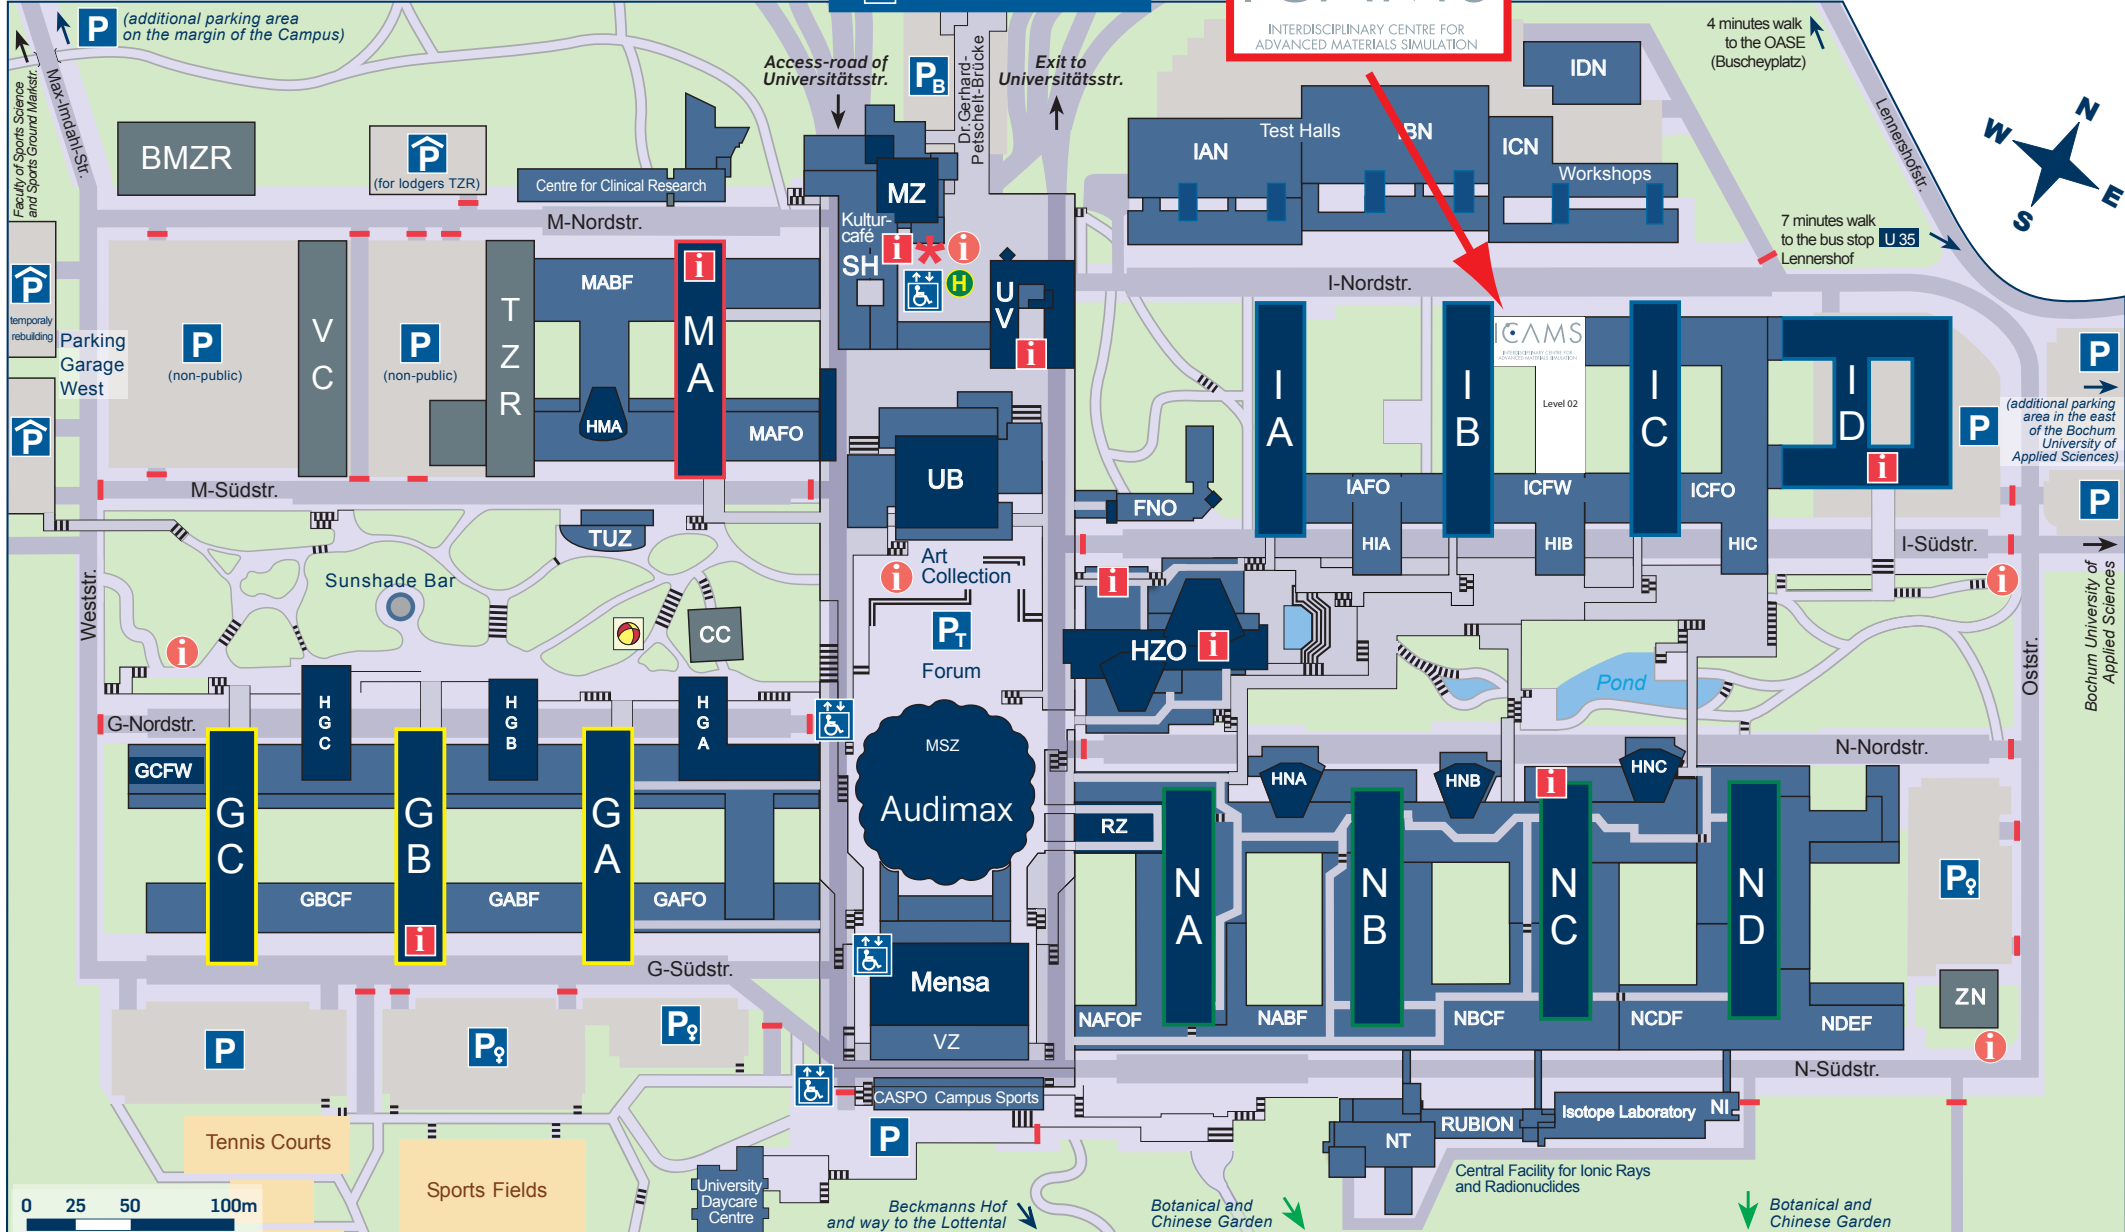 P
(additional parking area
on the margin of the Campus)
Faculty of Sports Science
and Sports Ground Markstr.
Max-Imdahl-Str.
BMZR
P
(for lodgers TZR)
Centre for Clinical Research
M-Nordstr.
Access-road of
Universitätsstr.
PB
Dr.Gerhard-
Petschelt-Brücke
Exit to
Universitätsstr.
INTERDISCIPLINARY CENTRE FOR
ADVANCED MATERIALS SIMULATION
4 minutes walk
to the OASE
(Buscheyplatz)
Lennershofstr.
N
W
E
S
IDN
Test Halls
IAN
IBN
ICN
Workshops
7 minutes walk
to the bus stop U 35
Lennershof
MZ
Kultur-
café
SH
i
*
i
H
U
V
i
I-Nordstr.
P
temporaly
rebuilding
Parking
Garage
West
P
P
(non-public)
V
C
P
(non-public)
T
Z
R
MABF
HMA
i
M
A
MAFO
UB
I
A
I
B
ICAMS
INTERDISCIPLINARY CENTRE FOR
ADVANCED MATERIALS SIMULATION
Level 02
I
C
I
D
i
P
P
(additional parking
area in the east
of the Bochum
University of
Applied Sciences)
P
M-Südstr.
FNO
IAFO
ICFW
ICFO
HIA
HIB
HIC
I-Südstr.
TUZ
Art
Collection
i
PT
Forum
i
HZO
i
Sunshade Bar
CC
i
i
Weststr.
Oststr.
Bochum University of
Applied Sciences
Pond
G-Nordstr.
H
G
C
H
G
B
H
G
A
MSZ
Audimax
N-Nordstr.
GCFW
G
C
G
B
i
G
A
GBCF
GABF
GAFO
HNA
HNB
i
HNC
RZ
N
A
N
B
N
C
N
D
P
G-Südstr.
Mensa
VZ
NAFOF
NABF
NBCF
NCDF
NDEF
ZN
i
P
P
P
N-Südstr.
CASPO Campus Sports
P
Tennis Courts
Sports Fields
University
Daycare
Centre
NT
RUBION
Isotope Laboratory
NI
Central Facility for Ionic Rays
and Radionuclides
0 25 50 100m
Beckmanns Hof
and way to the Lottental
Botanical and
Chinese Garden
Botanical and
Chinese Garden